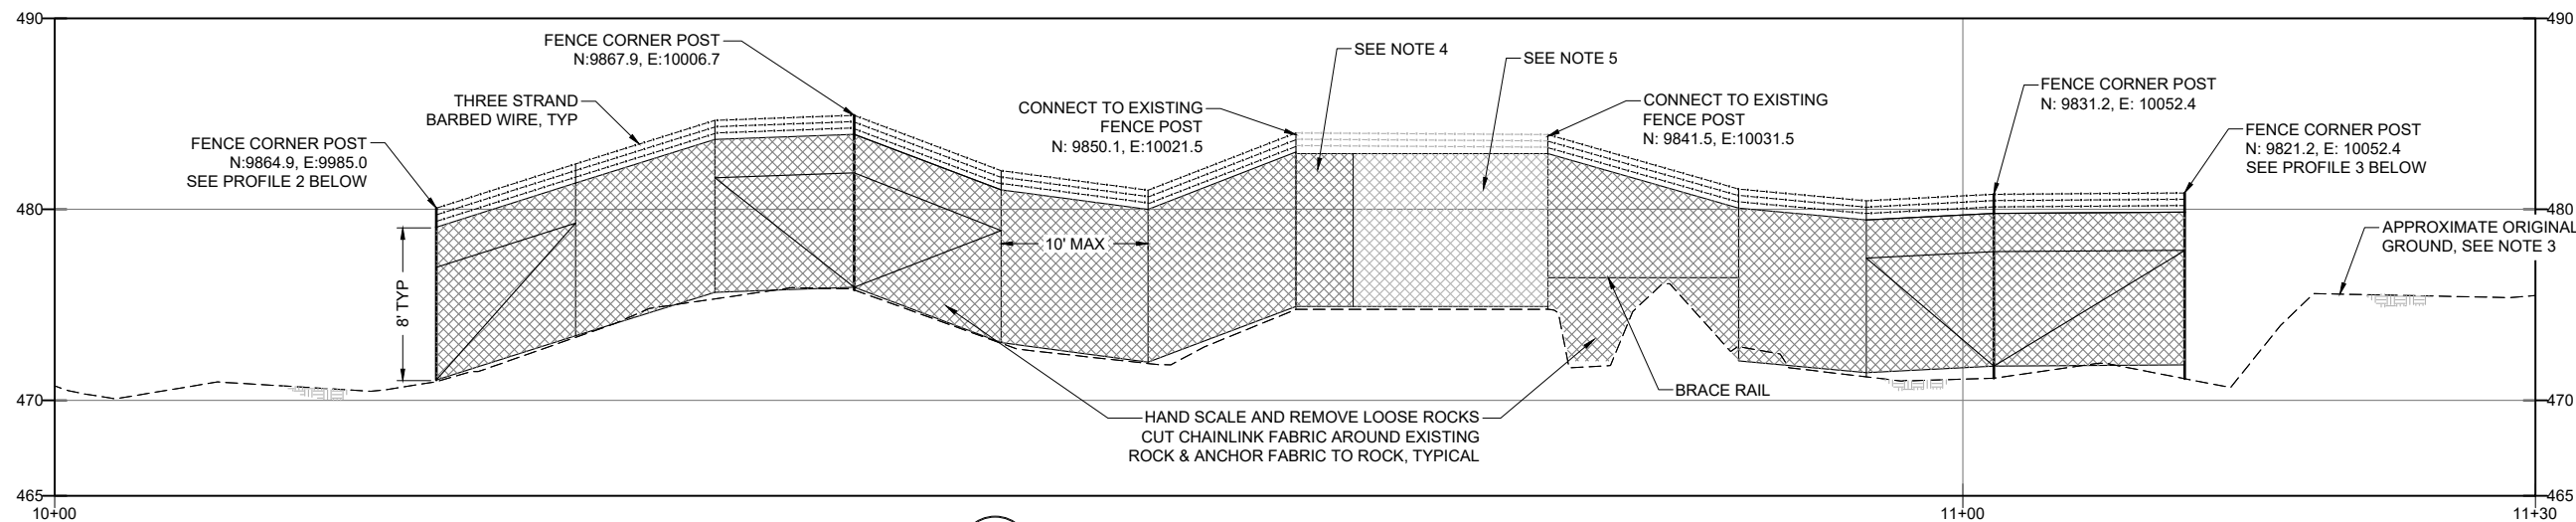 490
490
FENCE CORNER POST
N:9867.9, E:10006.7
SEE NOTE 4
SEE NOTE 5
THREE STRAND
BARBED WIRE, TYP
CONNECT TO EXISTING
FENCE POST
N: 9850.1, E:10021.5
CONNECT TO EXISTING
FENCE POST
N: 9841.5, E:10031.5
FENCE CORNER POST
N: 9831.2, E: 10052.4
FENCE CORNER POST
N:9864.9, E:9985.0
SEE PROFILE 2 BELOW
FENCE CORNER POST
N: 9821.2, E: 10052.4
SEE PROFILE 3 BELOW
480
480
APPROXIMATE ORIGINAL
GROUND, SEE NOTE 3
10' MAX
8' TYP
BRACE RAIL
470
470
HAND SCALE AND REMOVE LOOSE ROCKS
CUT CHAINLINK FABRIC AROUND EXISTING
ROCK & ANCHOR FABRIC TO ROCK, TYPICAL
465
465
10+00
11+00
11+30